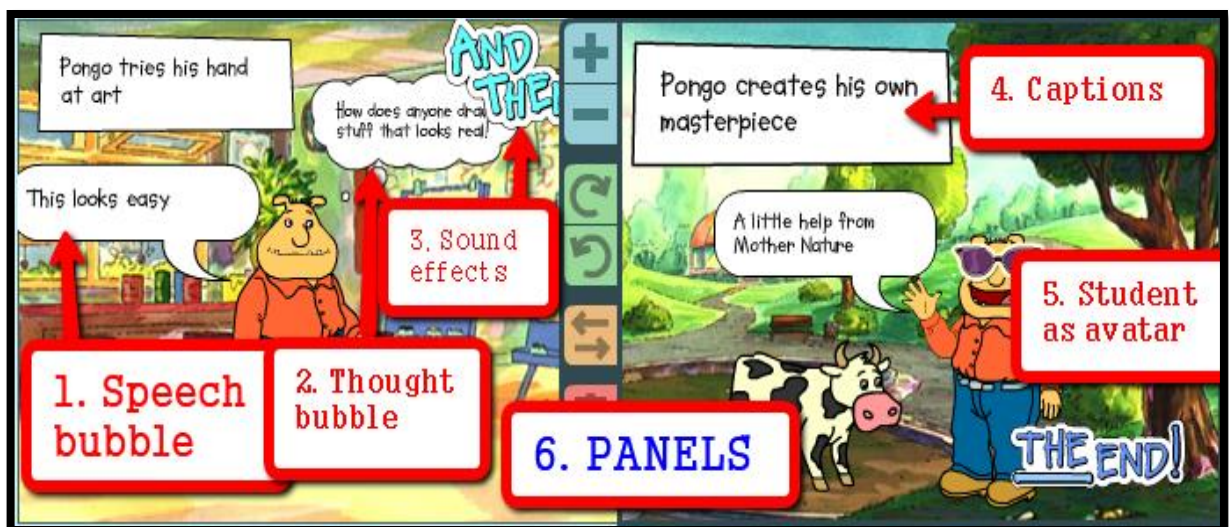 Pongo tries his hand
at art
AND
How does anyone
stuff that looks real!
This looks easy
3. Sound
effects
1. Speech
bubble
2. Thought
bubble
Pongo creates his own
masterpiece
4. Captions
A little help from
Mother Nature
5. Student
as avatar
6. PANELS
THE END!